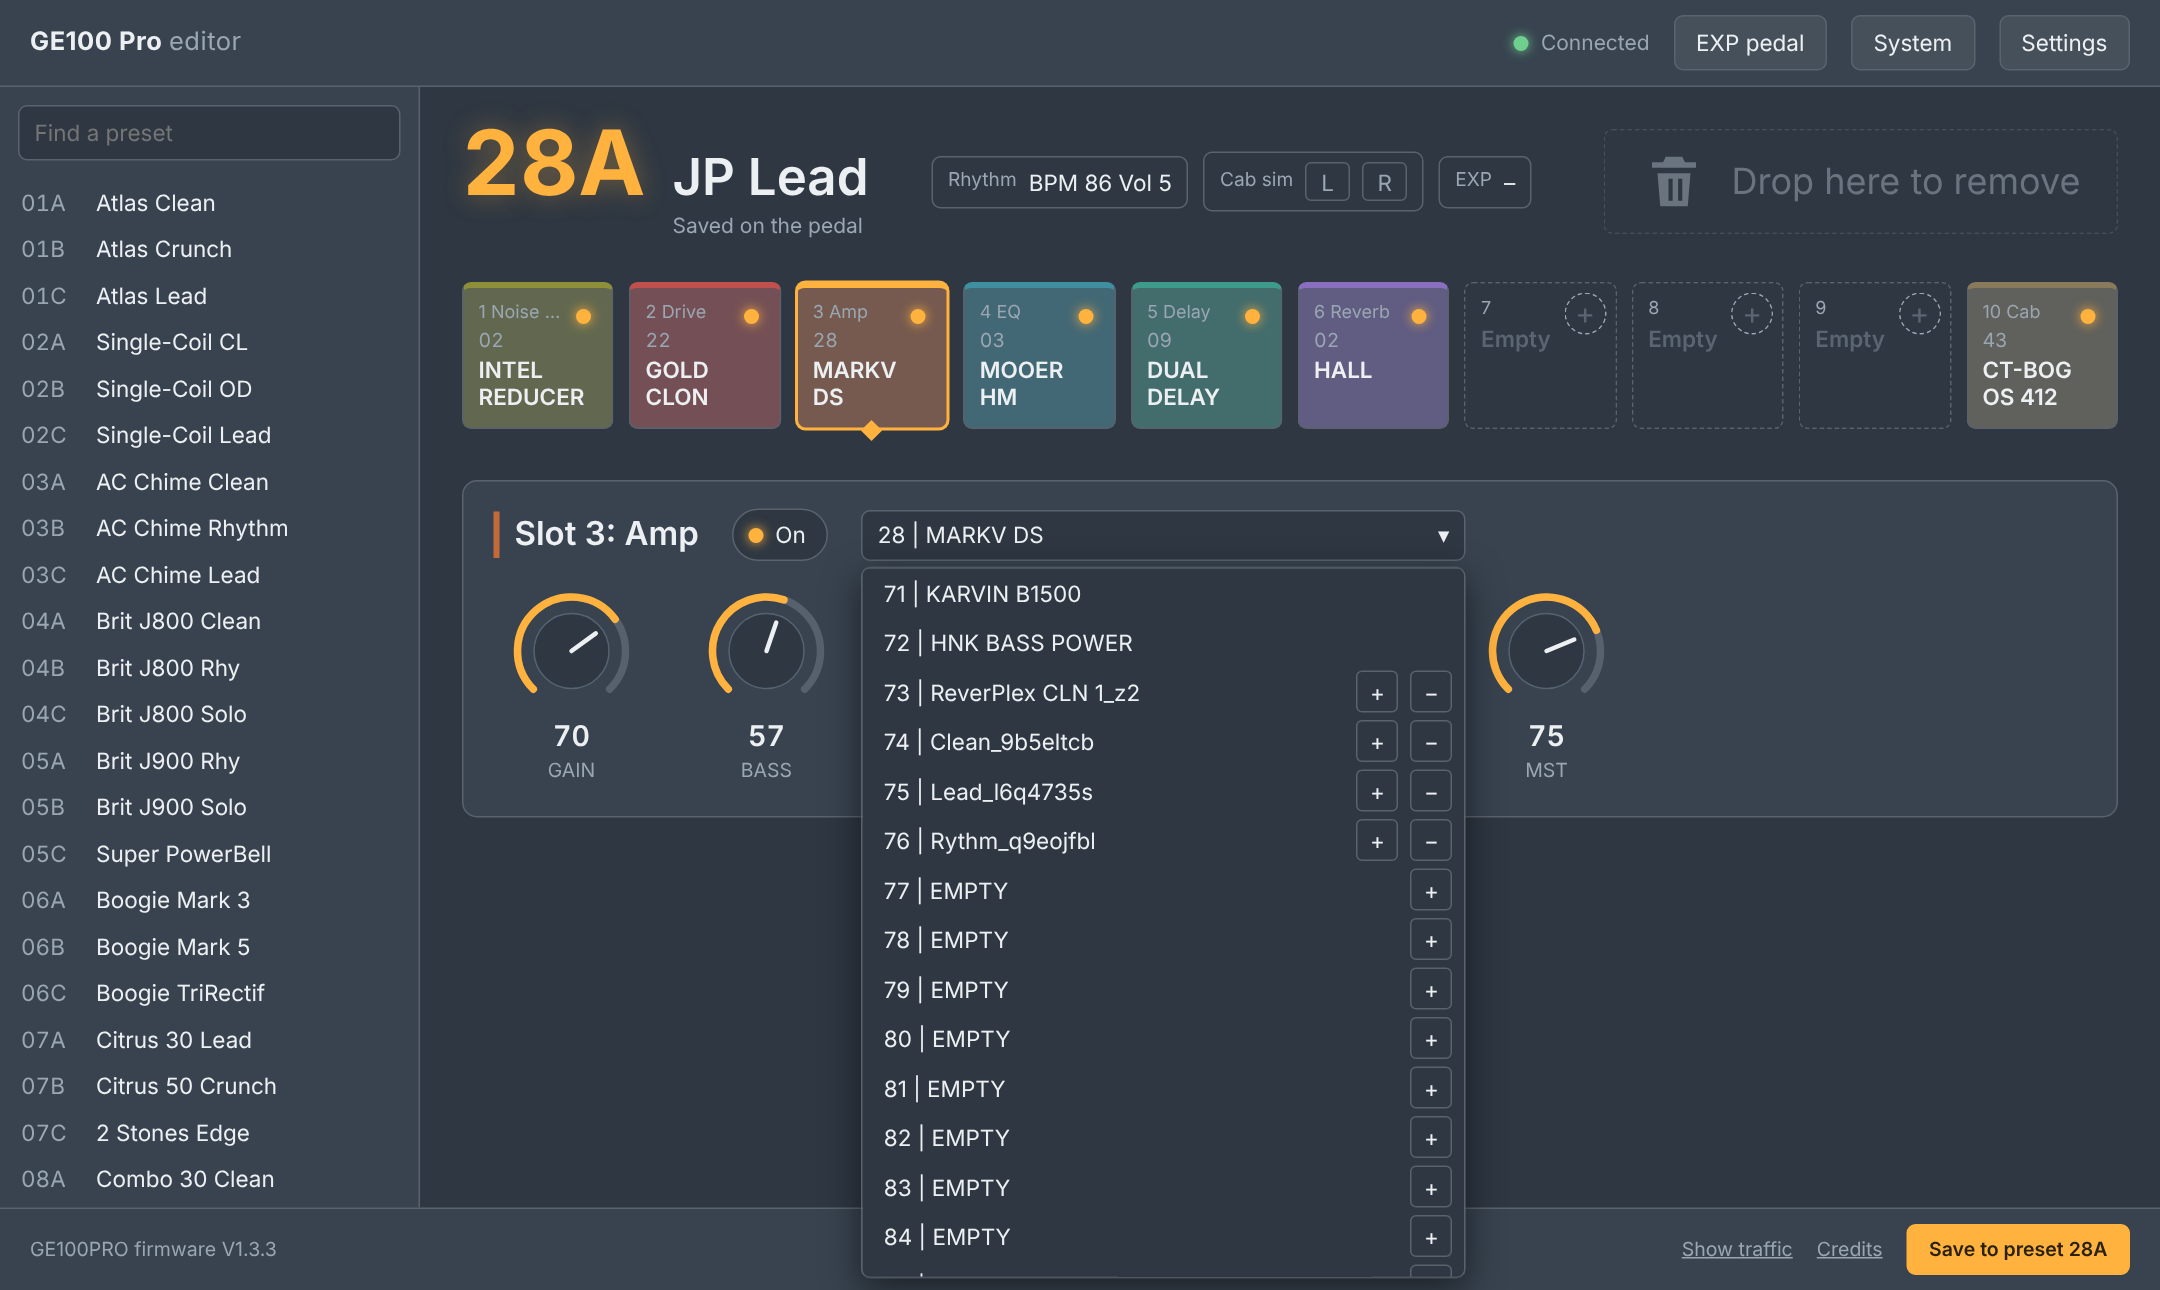 GE100 Pro editor
Connected
EXP pedal
System
Settings
Find a preset
01A Atlas Clean
01B Atlas Crunch
01C Atlas Lead
02A Single-Coil CL
02B Single-Coil OD
02C Single-Coil Lead
03A AC Chime Clean
03B AC Chime Rhythm
03C AC Chime Lead
04A Brit J800 Clean
04B Brit J800 Rhy
04C Brit J800 Solo
05A Brit J900 Rhy
05B Brit J900 Solo
05C Super PowerBell
06A Boogie Mark 3
06B Boogie Mark 5
06C Boogie TriRectif
07A Citrus 30 Lead
07B Citrus 50 Crunch
07C 2 Stones Edge
08A Combo 30 Clean
28A JP Lead
Saved on the pedal
Rhythm BPM 86 Vol 5
Cab sim L R
EXP –
Drop here to remove
1 Noise ...
02
INTEL
REDUCER
2 Drive
22
GOLD
CLON
3 Amp
28
MARKV
DS
4 EQ
03
MOOER
HM
5 Delay
09
DUAL
DELAY
6 Reverb
02
HALL
7 +
Empty
8 +
Empty
9 +
Empty
10 Cab
43
CT-BOG
OS 412
Slot 3: Amp
On
28 | MARKV DS ▼
70
GAIN
57
BASS
75
MST
71 | KARVIN B1500
72 | HNK BASS POWER
73 | ReverPlex CLN 1_z2 + –
74 | Clean_9b5eltcb + –
75 | Lead_l6q4735s + –
76 | Rythm_q9eojfbl + –
77 | EMPTY +
78 | EMPTY +
79 | EMPTY +
80 | EMPTY +
81 | EMPTY +
82 | EMPTY +
83 | EMPTY +
84 | EMPTY +
GE100PRO firmware V1.3.3
Show traffic
Credits
Save to preset 28A